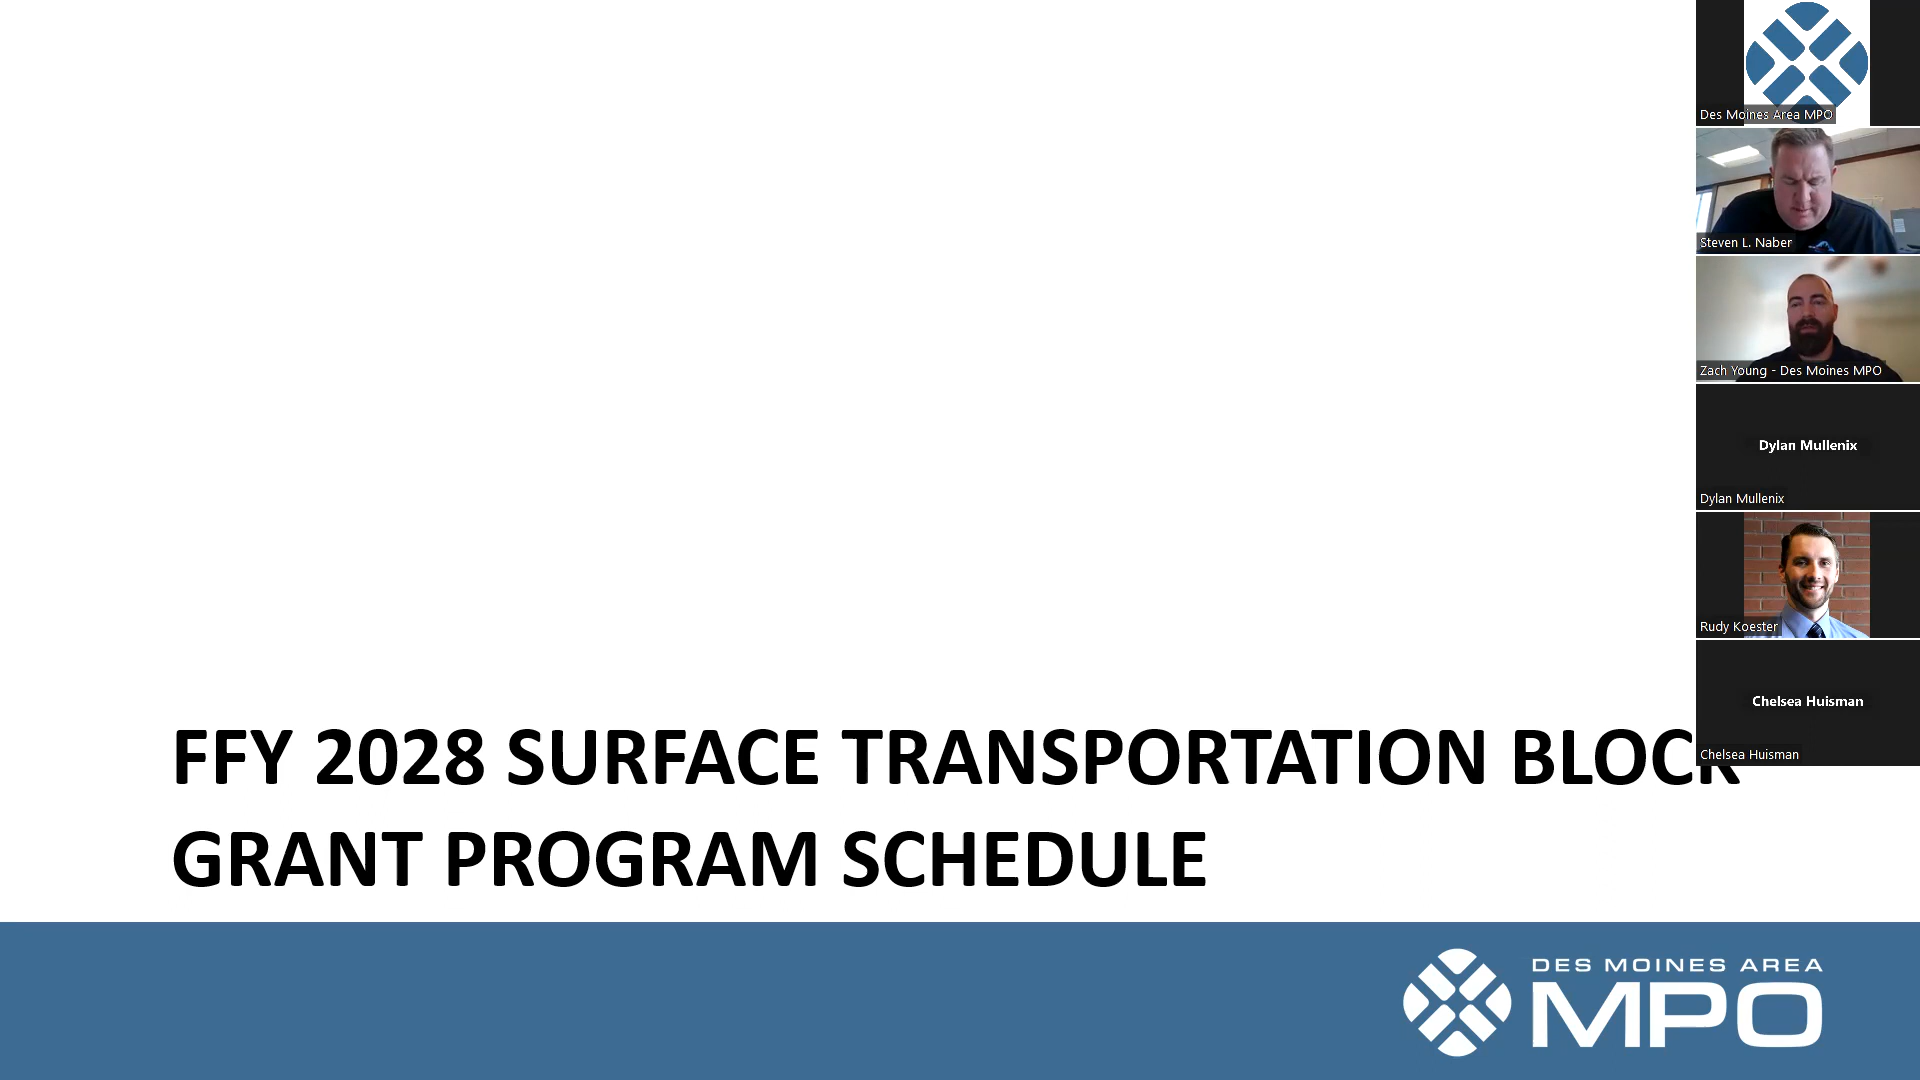 Des Moines Area MPO
Steven L. Naber
Zach Young - Des Moines MPO
Dylan Mullenix
Dylan Mullenix
Rudy Koester
Chelsea Huisman
Chelsea Huisman
FFY 2028 SURFACE TRANSPORTATION BLOCK
GRANT PROGRAM SCHEDULE
DES MOINES AREA
MPO